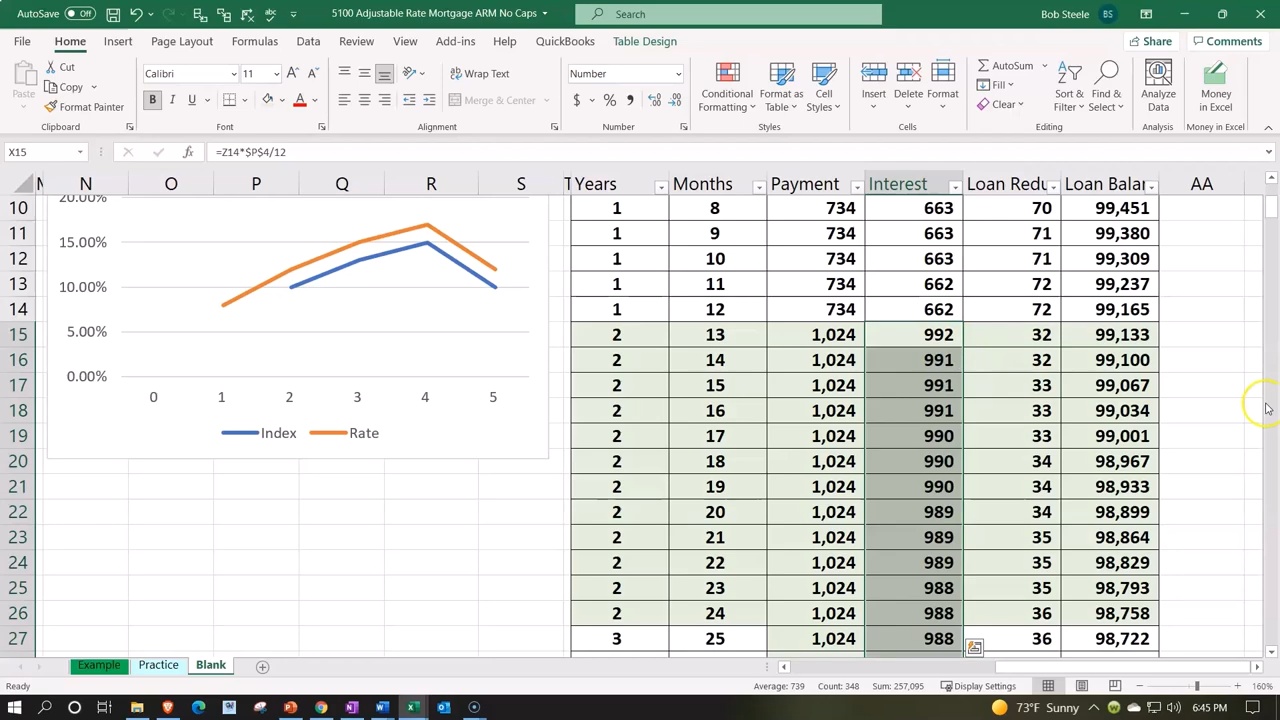 AutoSave Off 5100 Adjustable Rate Mortgage ARM No Caps Search Bob Steele BS
File Home Insert Page Layout Formulas Data Review View Add-ins Help QuickBooks Table Design Share Comments
Paste Cut Copy Format Painter Clipboard
Calibri 11 B I U Font
Wrap Text Merge & Center Alignment
Number $ % , Number
Conditional Formatting Format as Table Cell Styles Styles
Insert Delete Format Cells
AutoSum Fill Clear Sort & Filter Find & Select Editing
Analyze Data Analysis
Money in Excel Money in Excel
X15 fx =Z14*$P$4/12
M N O P Q R S T Years Months Payment Interest Loan Redu Loan Balar AA
10 1 8 734 663 70 99,451
11 1 9 734 663 71 99,380
12 1 10 734 663 71 99,309
13 1 11 734 662 72 99,237
14 1 12 734 662 72 99,165
15 2 13 1,024 992 32 99,133
16 2 14 1,024 991 32 99,100
17 2 15 1,024 991 33 99,067
18 2 16 1,024 991 33 99,034
19 2 17 1,024 990 33 99,001
20 2 18 1,024 990 34 98,967
21 2 19 1,024 990 34 98,933
22 2 20 1,024 989 34 98,899
23 2 21 1,024 989 35 98,864
24 2 22 1,024 989 35 98,829
25 2 23 1,024 988 35 98,793
26 2 24 1,024 988 36 98,758
27 3 25 1,024 988 36 98,722
20.00%
15.00%
10.00%
5.00%
0.00%
0 1 2 3 4 5
Index Rate
Example Practice Blank
Ready Average: 739 Count: 348 Sum: 257,095 Display Settings 160%
73°F Sunny 6:45 PM